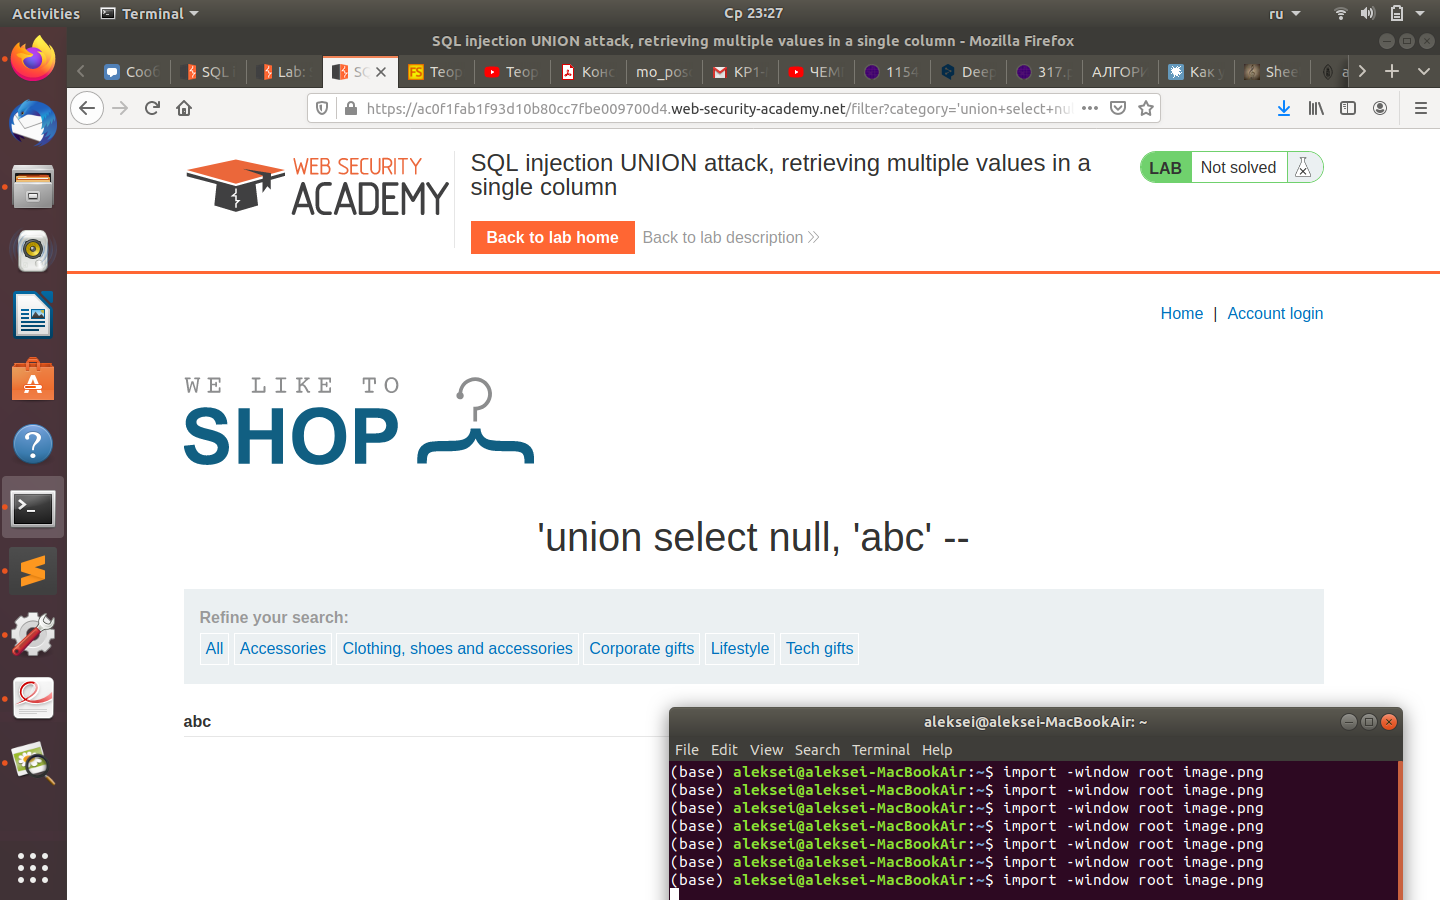 Activities Terminal Ср 23:27 ru
SQL injection UNION attack, retrieving multiple values in a single column - Mozilla Firefox
Сооб SQL Lab: SC Теор Теор Конс mo_pose КР1- ЧЕМ 1154 Deep 317.p АЛГОРИ Как у Shee a
https://ac0f1fab1f93d10b80cc7fbe009700d4.web-security-academy.net/filter?category='union+select+nu
WEB SECURITY
ACADEMY
SQL injection UNION attack, retrieving multiple values in a
single column
LAB Not solved
Back to lab home Back to lab description
Home | Account login
WE LIKE TO
SHOP
'union select null, 'abc' --
Refine your search:
All Accessories Clothing, shoes and accessories Corporate gifts Lifestyle Tech gifts
abc
aleksei@aleksei-MacBookAir: ~
File Edit View Search Terminal Help
(base) aleksei@aleksei-MacBookAir:~$ import -window root image.png
(base) aleksei@aleksei-MacBookAir:~$ import -window root image.png
(base) aleksei@aleksei-MacBookAir:~$ import -window root image.png
(base) aleksei@aleksei-MacBookAir:~$ import -window root image.png
(base) aleksei@aleksei-MacBookAir:~$ import -window root image.png
(base) aleksei@aleksei-MacBookAir:~$ import -window root image.png
(base) aleksei@aleksei-MacBookAir:~$ import -window root image.png